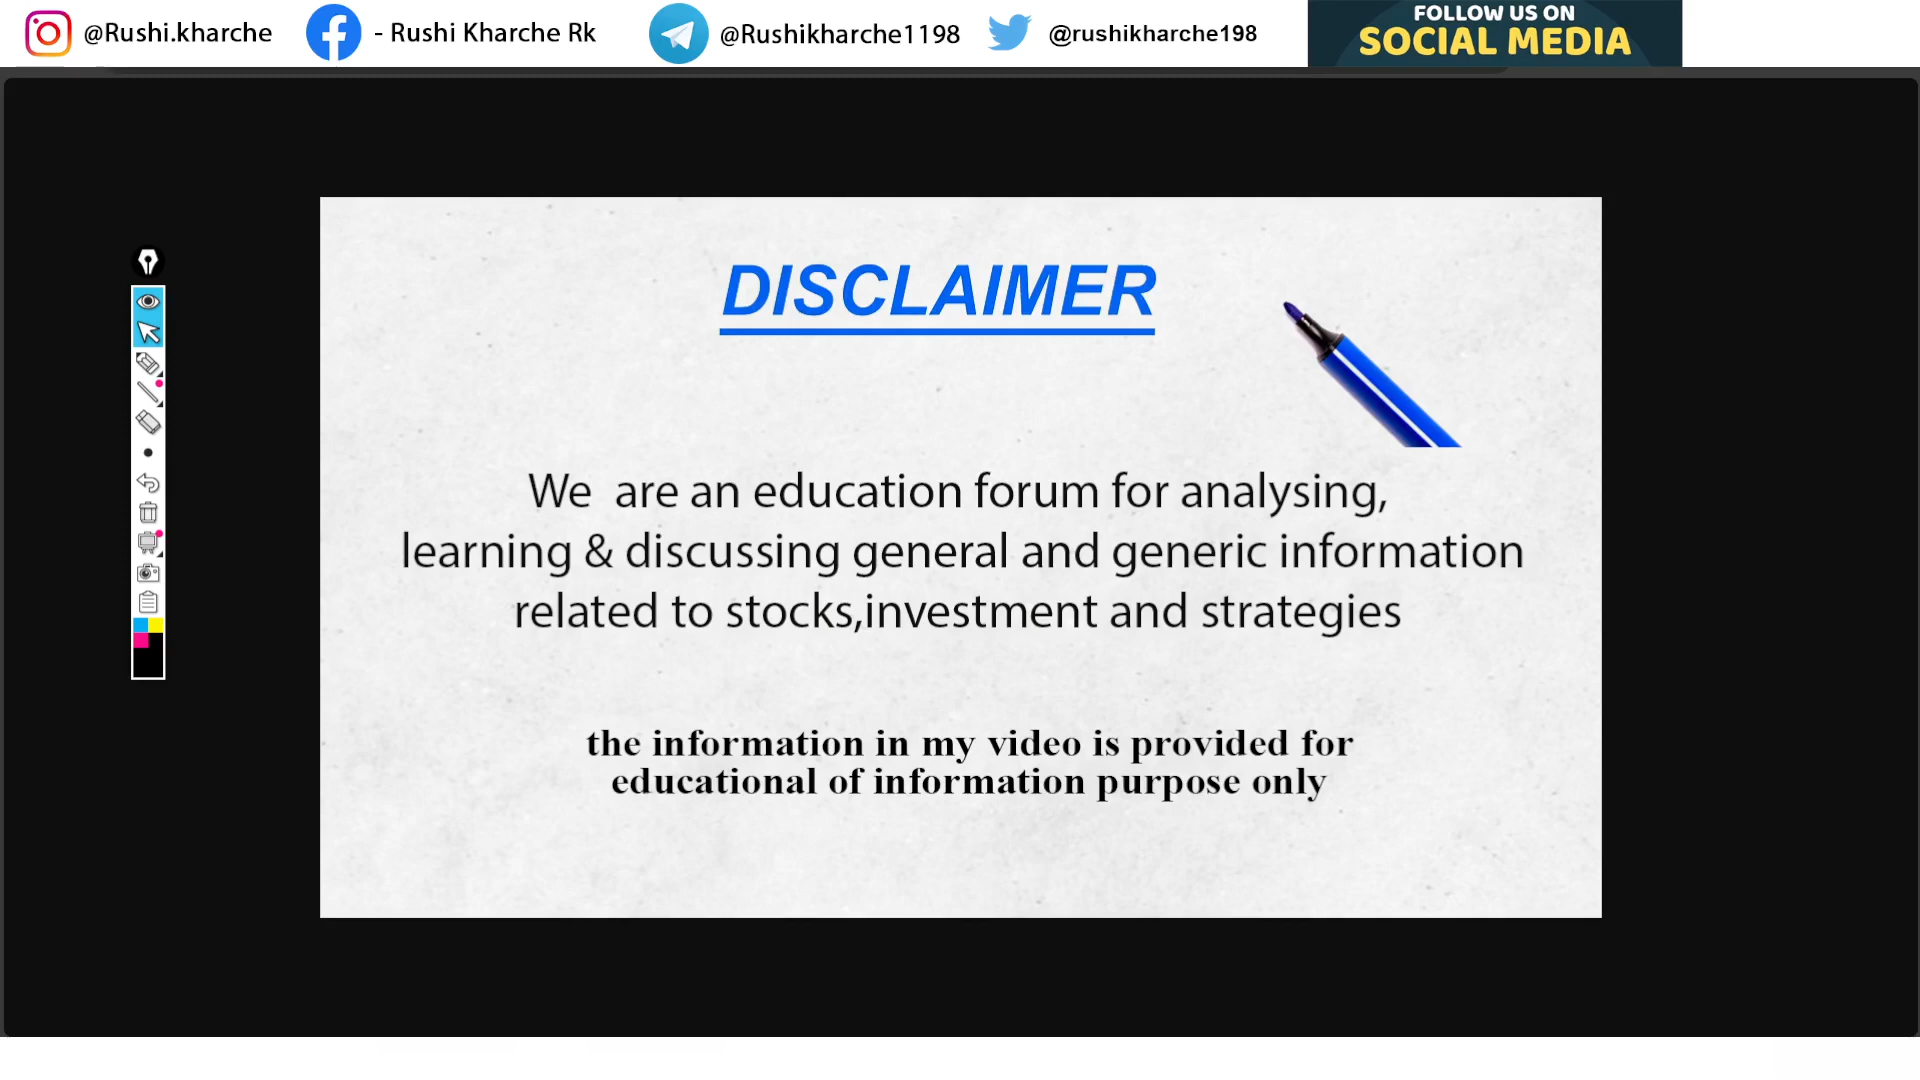 @Rushi.kharche - Rushi Kharche Rk @Rushikharche1198 @rushikharche198 FOLLOW US ON
SOCIAL MEDIA
DISCLAIMER
We are an education forum for analysing,
learning & discussing general and generic information
related to stocks,investment and strategies
the information in my video is provided for
educational of information purpose only